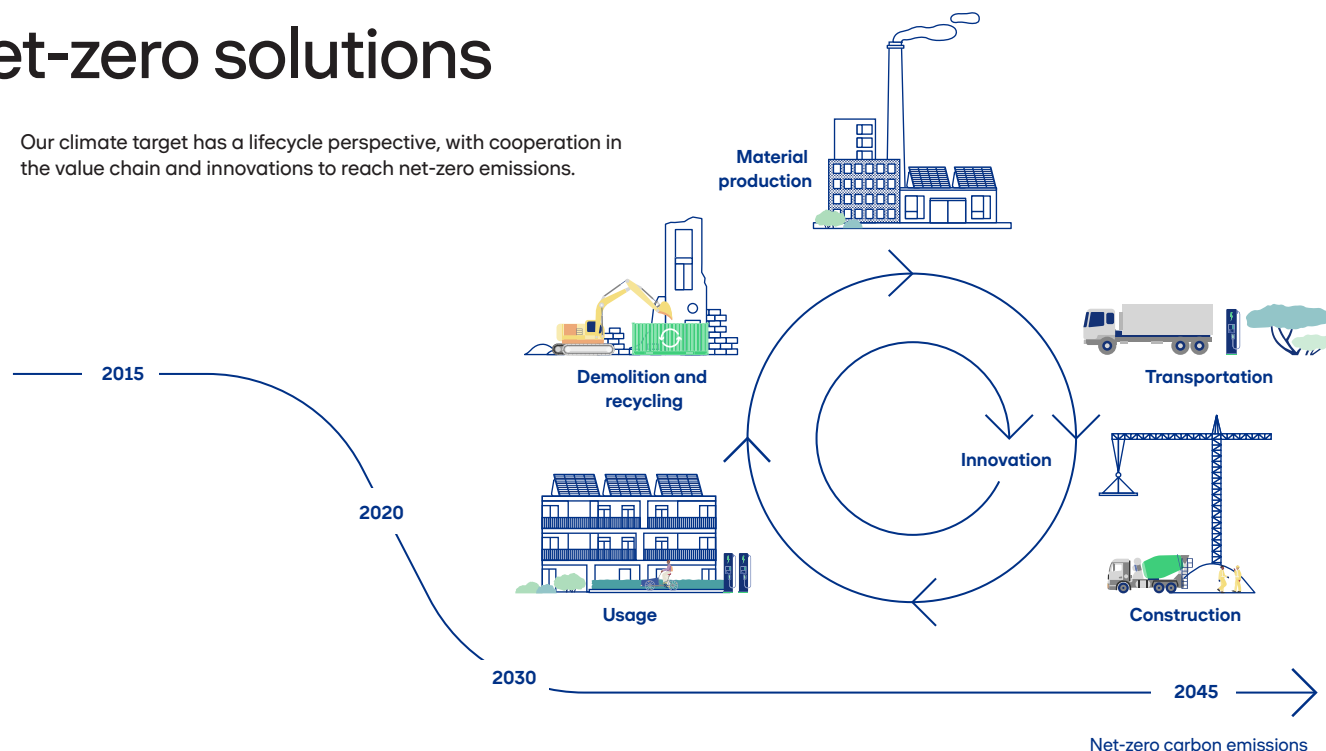 et-zero solutions
Our climate target has a lifecycle perspective, with cooperation in
the value chain and innovations to reach net-zero emissions.
Material
production
Demolition and
recycling
Transportation
2015
Innovation
2020
Usage
Construction
2030
2045
Net-zero carbon emissions